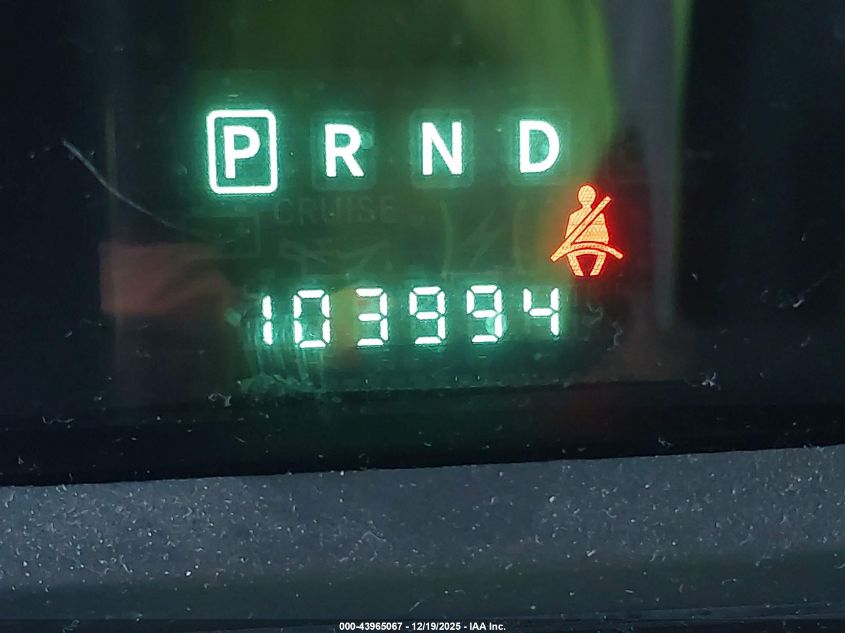 P R N D
CRUISE
103994
000-43965067 - 12/19/2025 - IAA Inc.